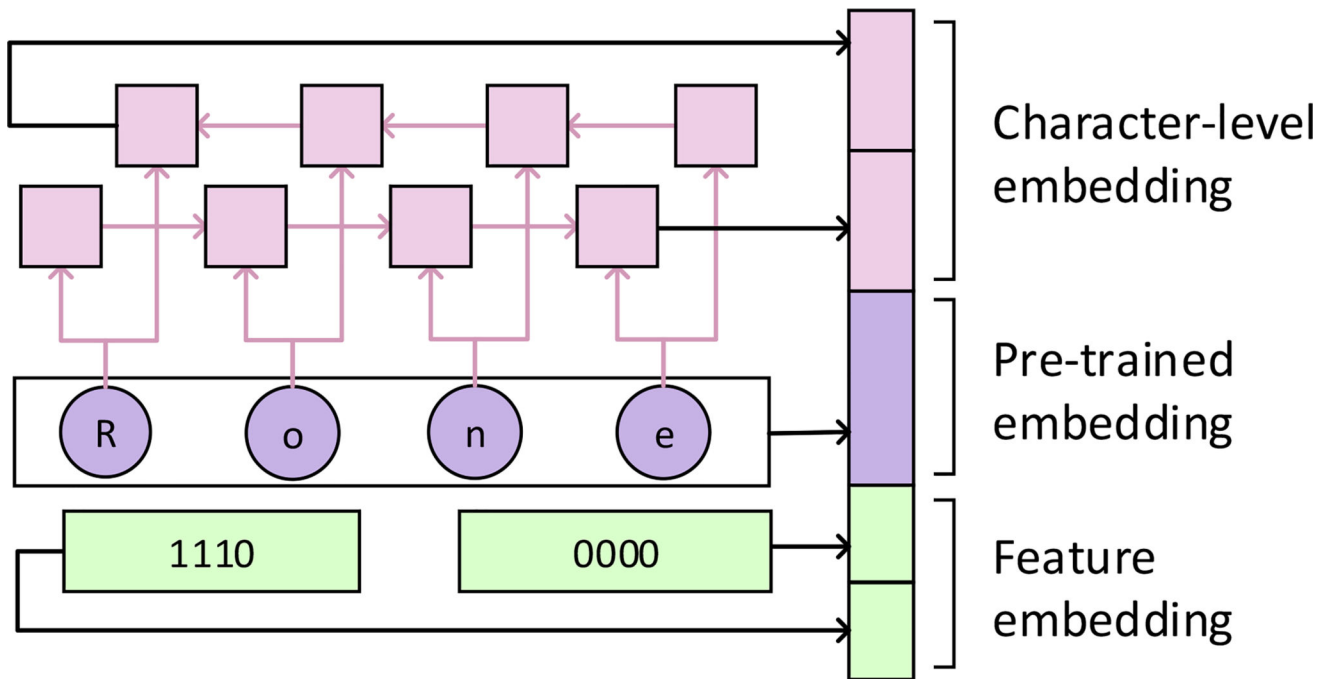 Character-level
embedding
R o n e
Pre-trained
embedding
1110 0000
Feature
embedding